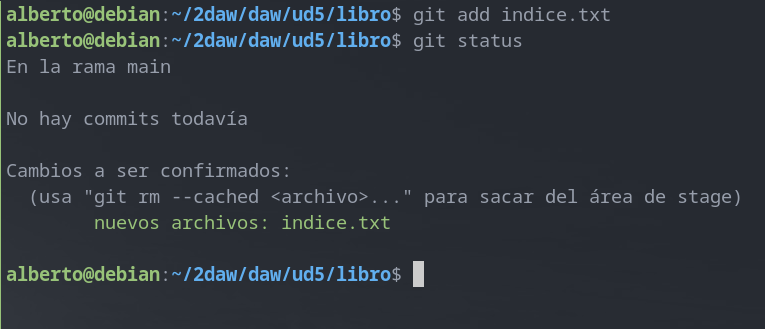 alberto@debian:~/2daw/daw/ud5/libro$ git add indice.txt
alberto@debian:~/2daw/daw/ud5/libro$ git status
En la rama main
No hay commits todavía
Cambios a ser confirmados:
(usa "git rm --cached <archivo>..." para sacar del área de stage)
nuevos archivos: indice.txt
alberto@debian:~/2daw/daw/ud5/libro$